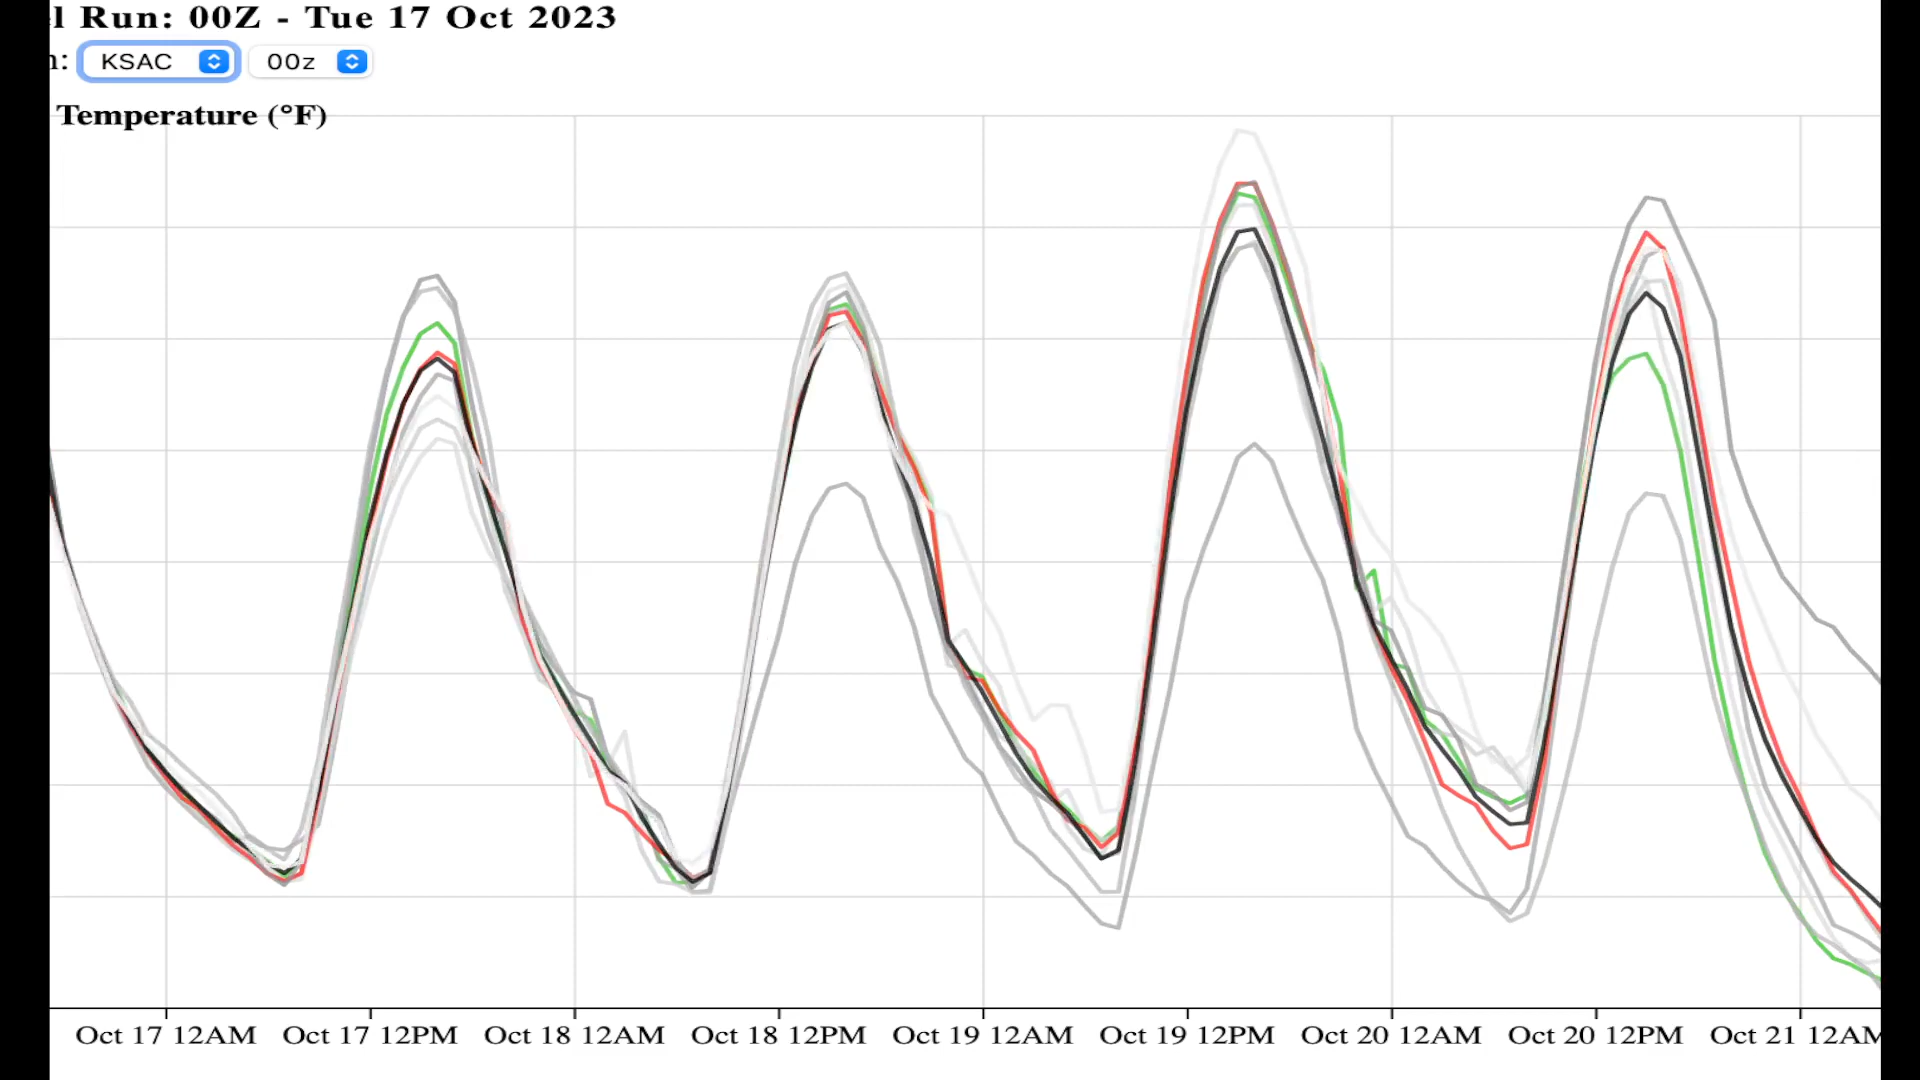 l Run: 00Z - Tue 17 Oct 2023
: KSAC 00z
Temperature (°F)
Oct 17 12AM Oct 17 12PM Oct 18 12AM Oct 18 12PM Oct 19 12AM Oct 19 12PM Oct 20 12AM Oct 20 12PM Oct 21 12AM